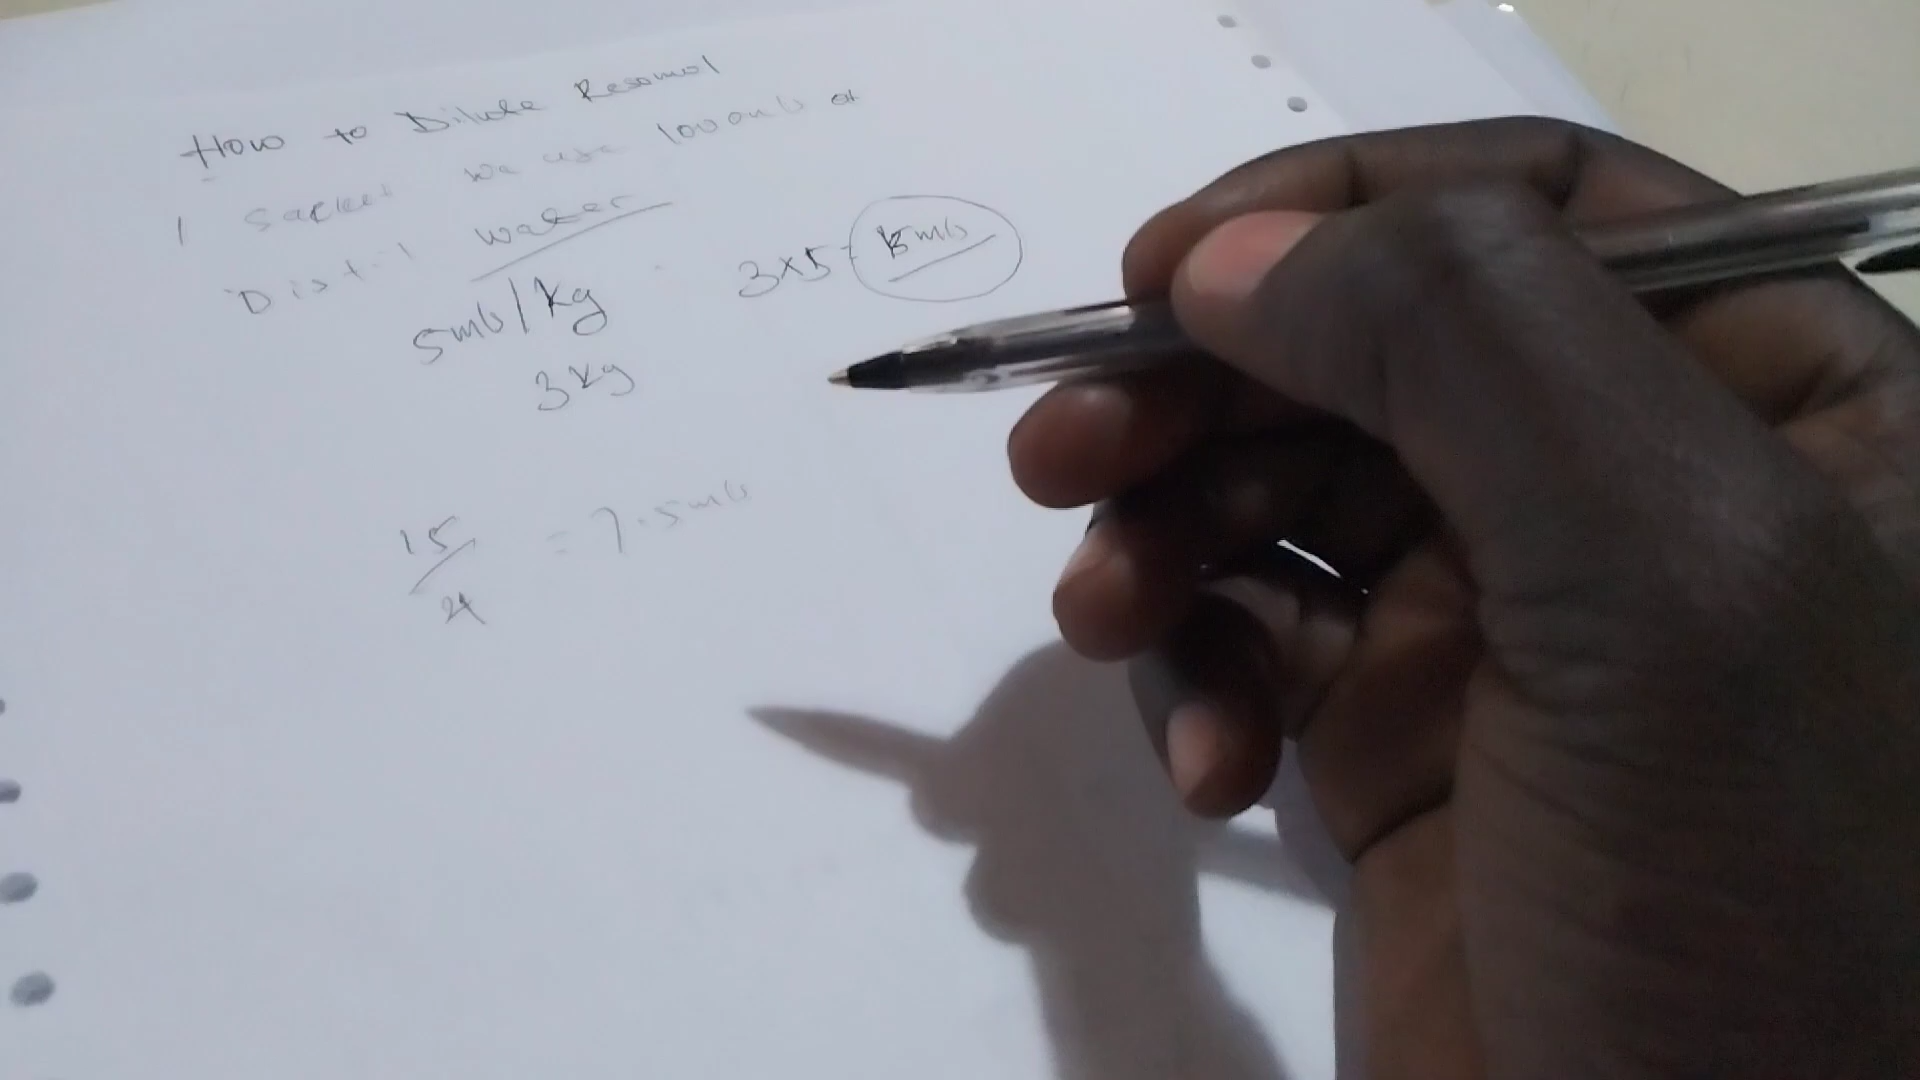 How to Dilute Resomol
1 Sachet we use 1000mls of
Distil water
5mls/kg 3x5= 15mls
3kg
15/2 = 7.5mls